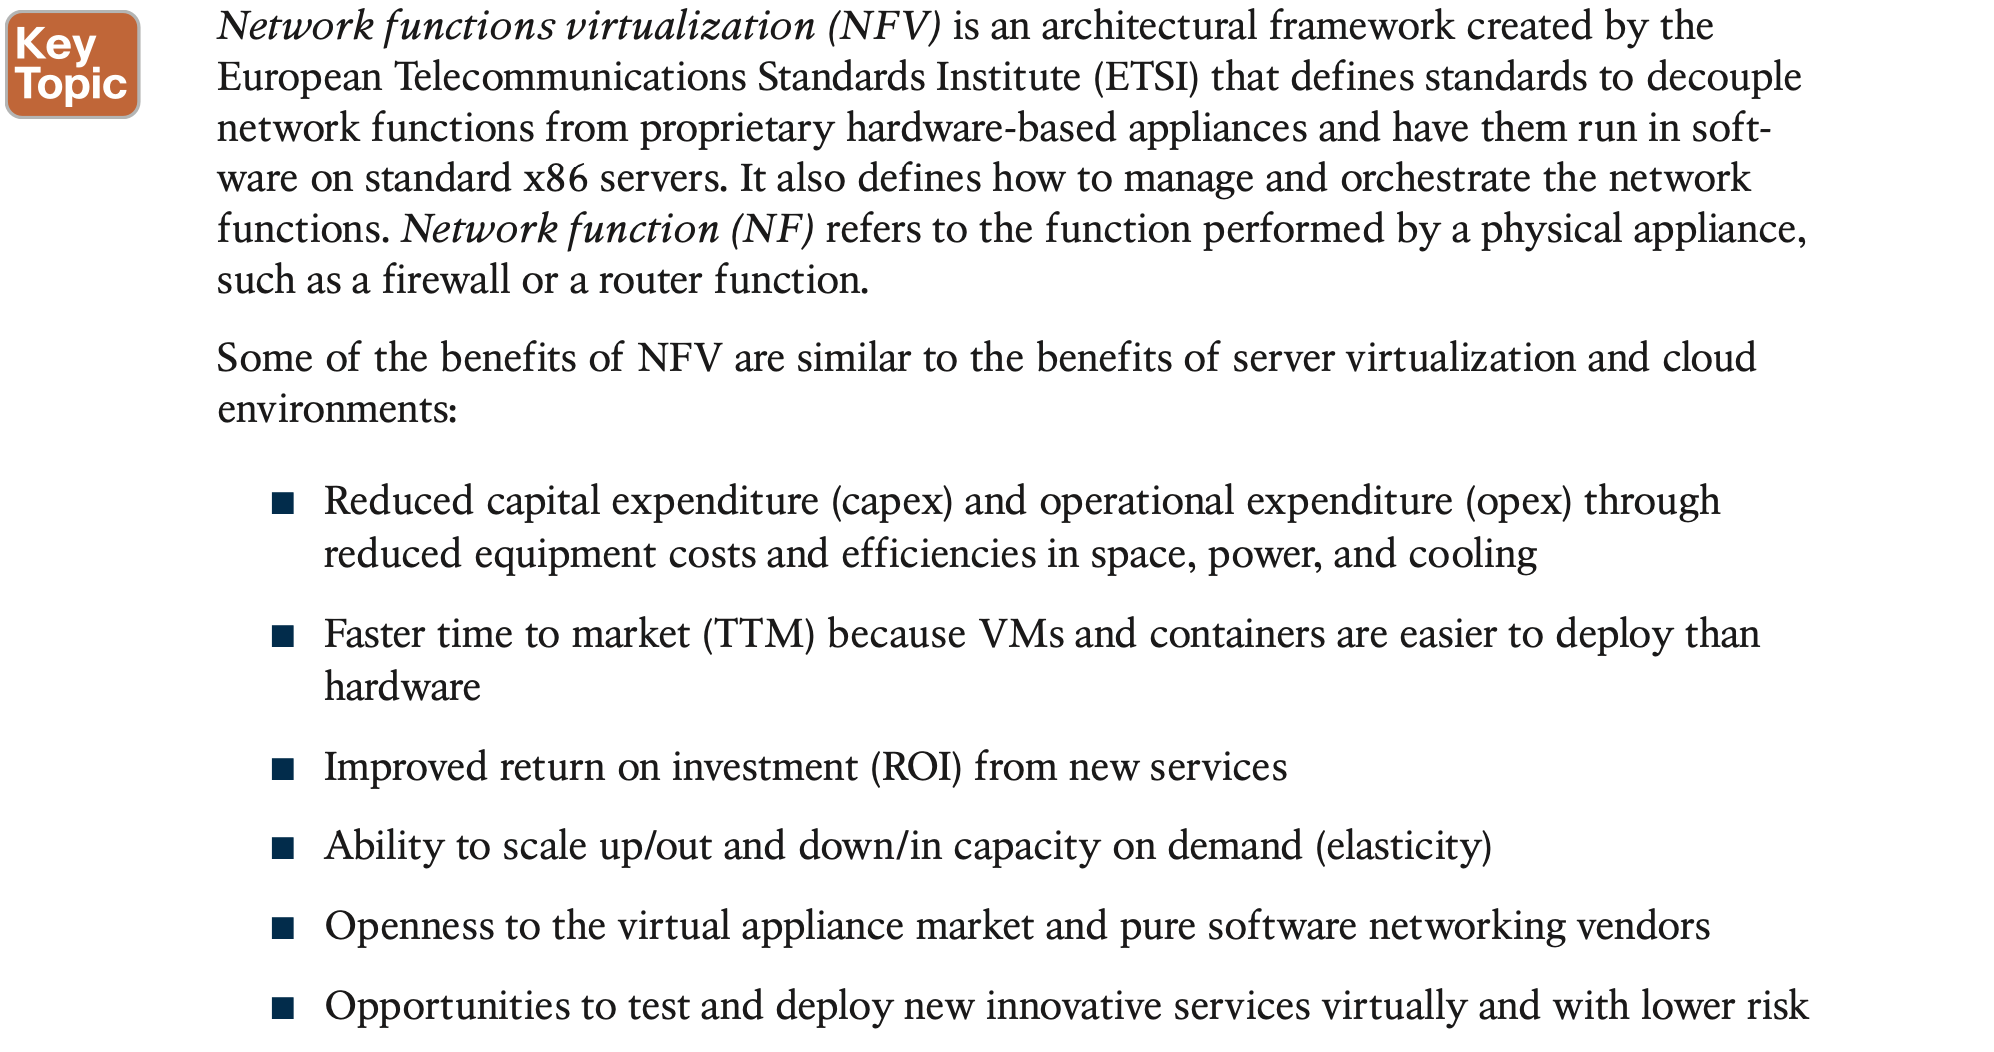 Key
Topic
Network functions virtualization (NFV) is an architectural framework created by the
European Telecommunications Standards Institute (ETSI) that defines standards to decouple
network functions from proprietary hardware-based appliances and have them run in soft-
ware on standard x86 servers. It also defines how to manage and orchestrate the network
functions. Network function (NF) refers to the function performed by a physical appliance,
such as a firewall or a router function.
Some of the benefits of NFV are similar to the benefits of server virtualization and cloud
environments:
■ Reduced capital expenditure (capex) and operational expenditure (opex) through
reduced equipment costs and efficiencies in space, power, and cooling
■ Faster time to market (TTM) because VMs and containers are easier to deploy than
hardware
■ Improved return on investment (ROI) from new services
■ Ability to scale up/out and down/in capacity on demand (elasticity)
■ Openness to the virtual appliance market and pure software networking vendors
■ Opportunities to test and deploy new innovative services virtually and with lower risk